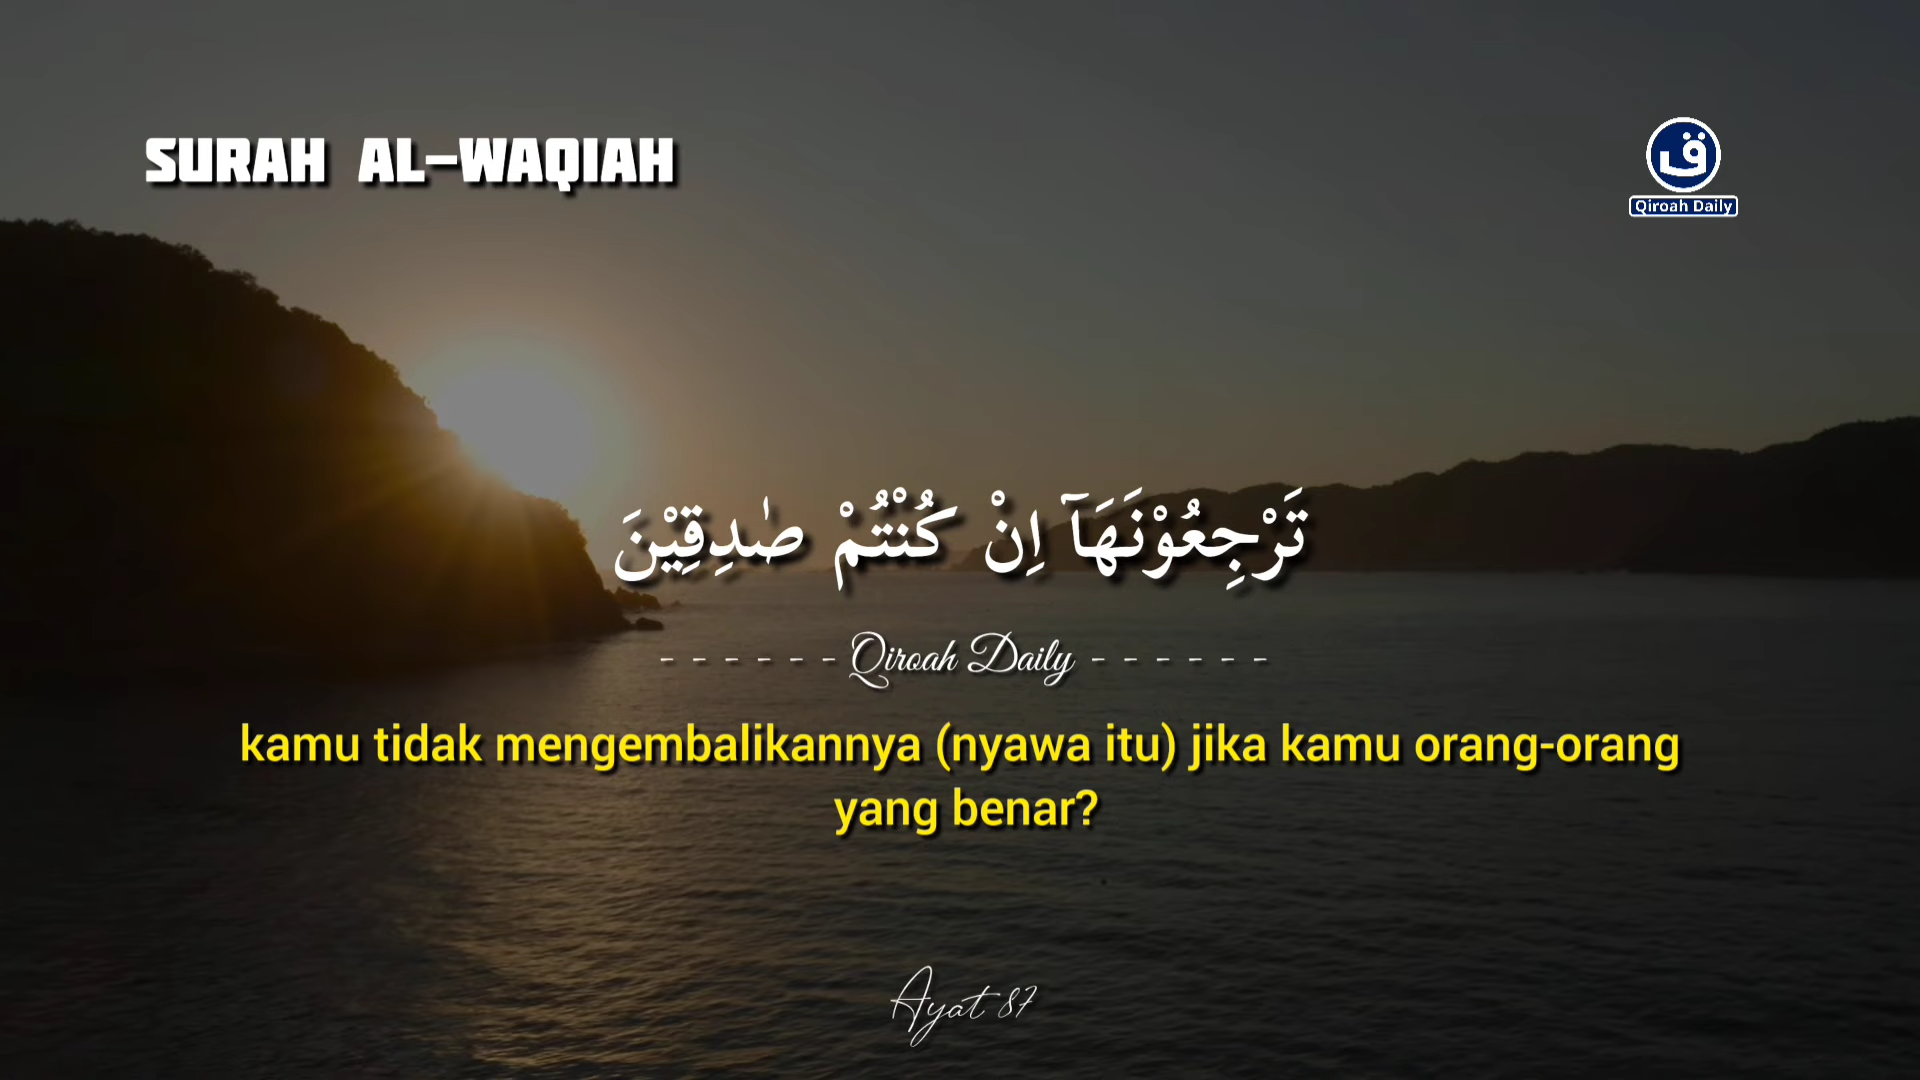 SURAH AL-WAQIAH
ق
Qiroah Daily
تَرْجِعُوْنَهَآ اِنْ كُنْتُمْ صٰدِقِيْنَ
- - - - - - Qiroah Daily - - - - - -
kamu tidak mengembalikannya (nyawa itu) jika kamu orang-orang
yang benar?
Ayat 87